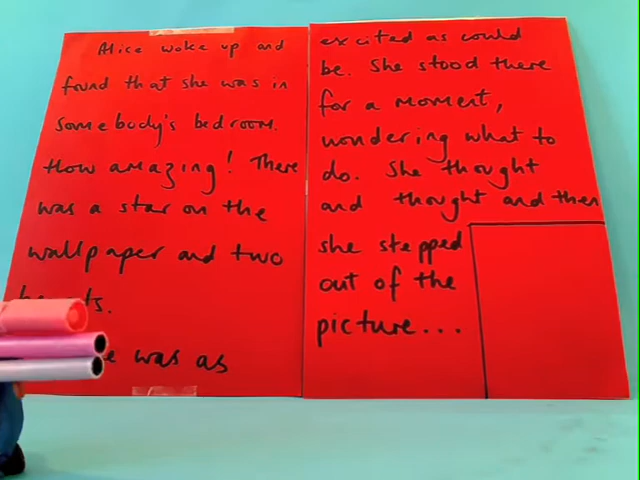 Alice woke up and
found that she was in
somebody's bedroom.
How amazing! There
was a star on the
wallpaper and two
was as
excited as could
be. She stood there
for a moment,
wondering what to
do. She thought
and thought and then
she stepped
out of the
picture...